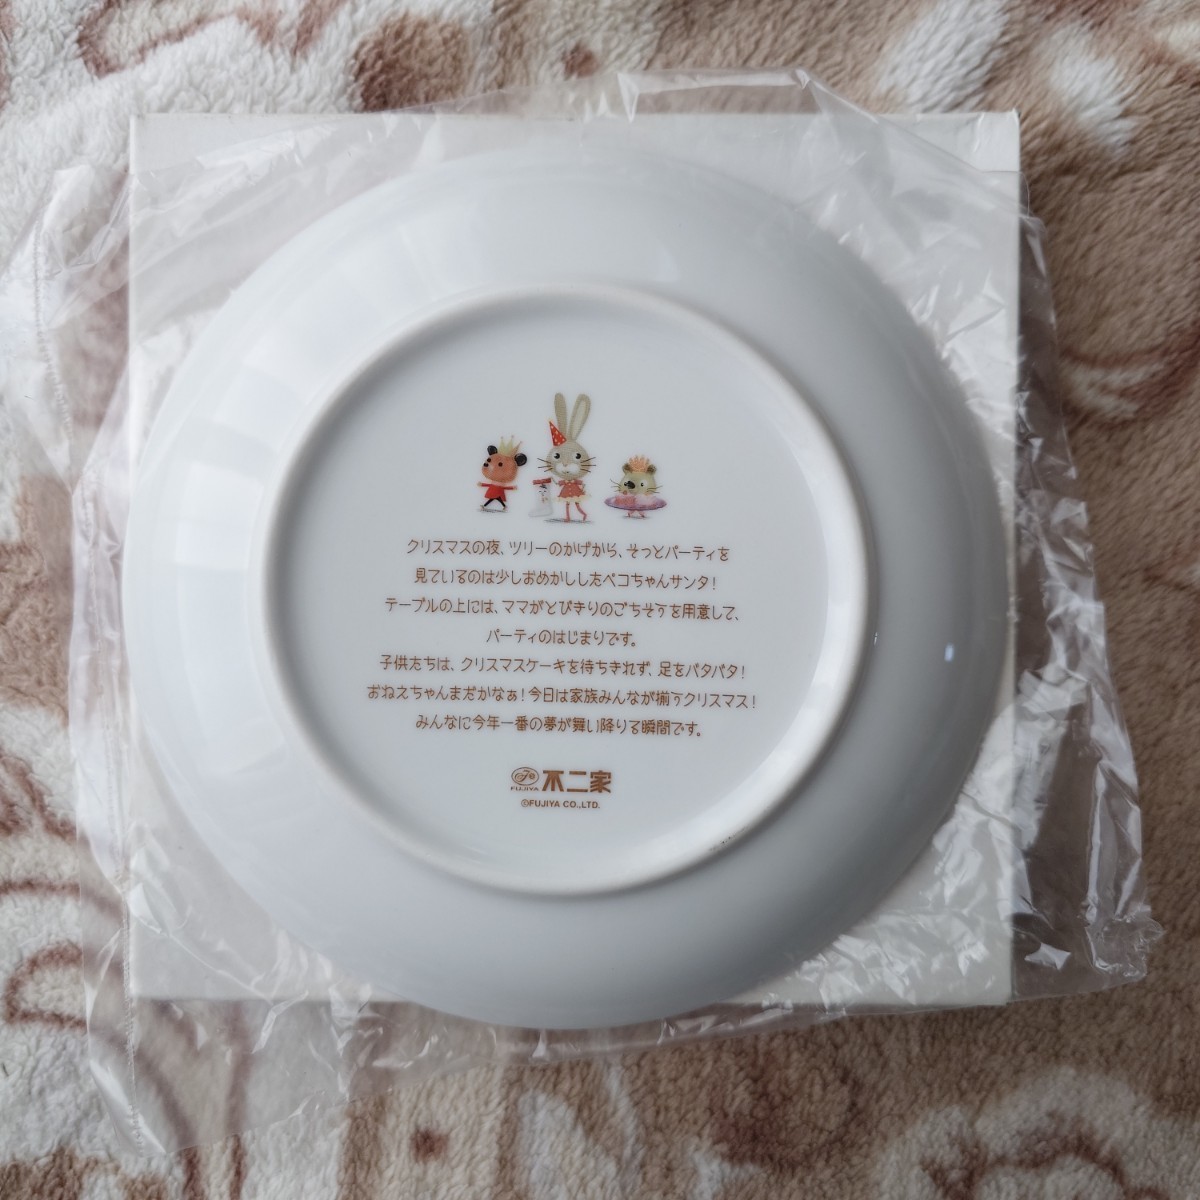 クリスマスの夜、ツリーのかげから、そっとパーティを
見ているのは少しおめかししたペコちゃんサンタ!
テーブルの上には、ママがとびきりのごちそうを用意して、
パーティのはじまりです。
子供たちは、クリスマスケーキを待ちきれず、足をパタパタ!
おねえちゃんまだかなぁ!今日は家族みんなが揃うクリスマス!
みんなに今年一番の夢が舞い降りる瞬間です。
FUJIYA 不二家
©FUJIYA CO.,LTD.